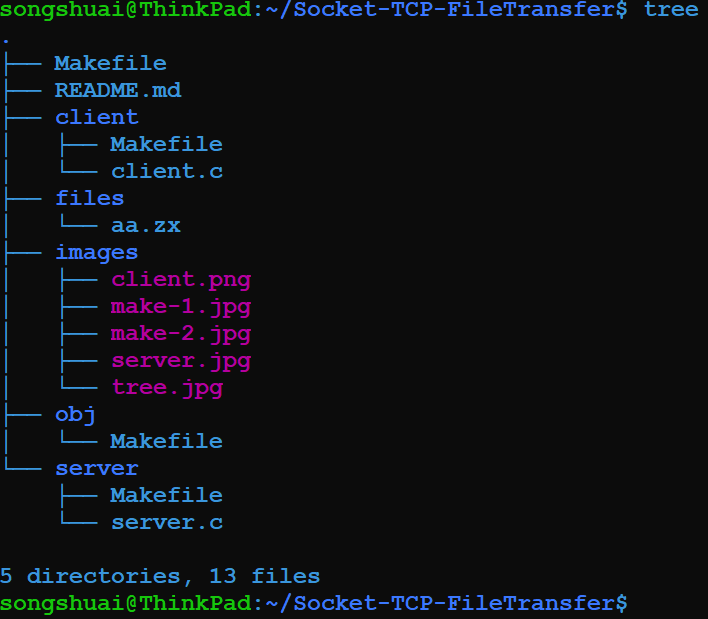 songshuai@ThinkPad:~/Socket-TCP-FileTransfer$ tree
.
├── Makefile
├── README.md
├── client
│   ├── Makefile
│   └── client.c
├── files
│   └── aa.zx
├── images
│   ├── client.png
│   ├── make-1.jpg
│   ├── make-2.jpg
│   ├── server.jpg
│   └── tree.jpg
├── obj
│   └── Makefile
└── server
    ├── Makefile
    └── server.c

5 directories, 13 files
songshuai@ThinkPad:~/Socket-TCP-FileTransfer$